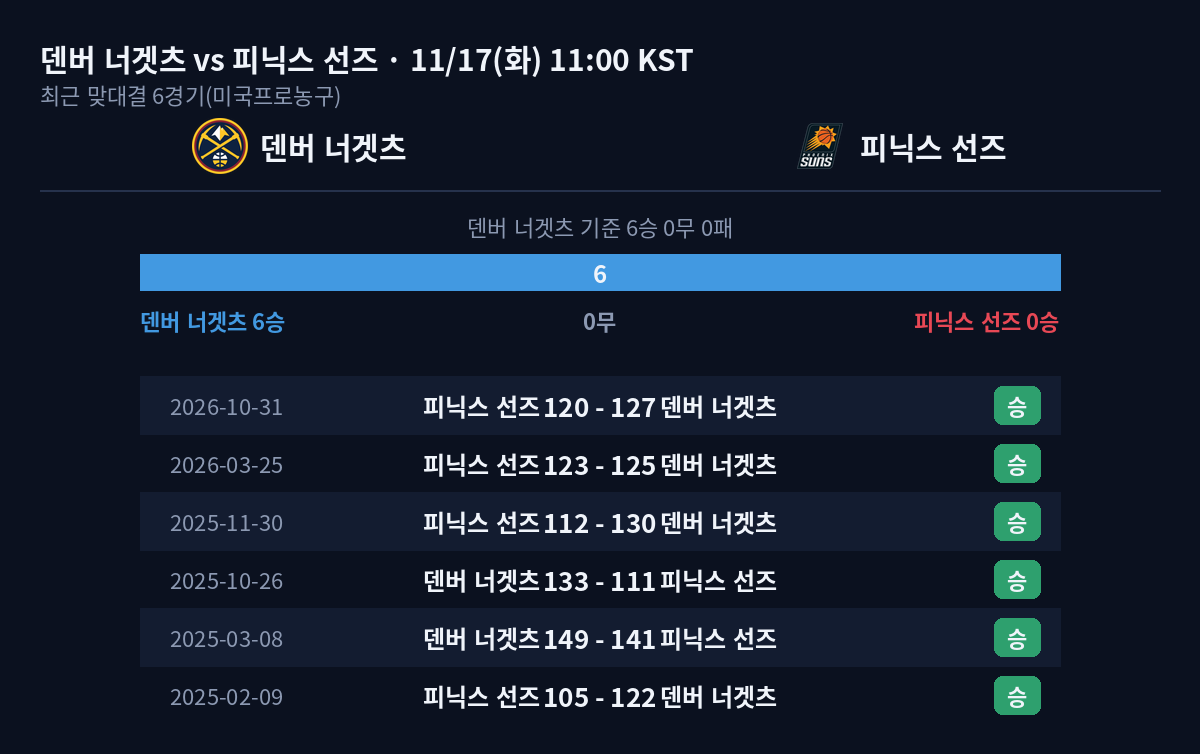 덴버 너겟츠 vs 피닉스 선즈 · 11/17(화) 11:00 KST
최근 맞대결 6경기(미국프로농구)
덴버 너겟츠
PHOENIX
SUNS
피닉스 선즈
덴버 너겟츠 기준 6승 0무 0패
6
덴버 너겟츠 6승 0무 피닉스 선즈 0승
2026-10-31 피닉스 선즈 120 - 127 덴버 너겟츠 승
2026-03-25 피닉스 선즈 123 - 125 덴버 너겟츠 승
2025-11-30 피닉스 선즈 112 - 130 덴버 너겟츠 승
2025-10-26 덴버 너겟츠 133 - 111 피닉스 선즈 승
2025-03-08 덴버 너겟츠 149 - 141 피닉스 선즈 승
2025-02-09 피닉스 선즈 105 - 122 덴버 너겟츠 승